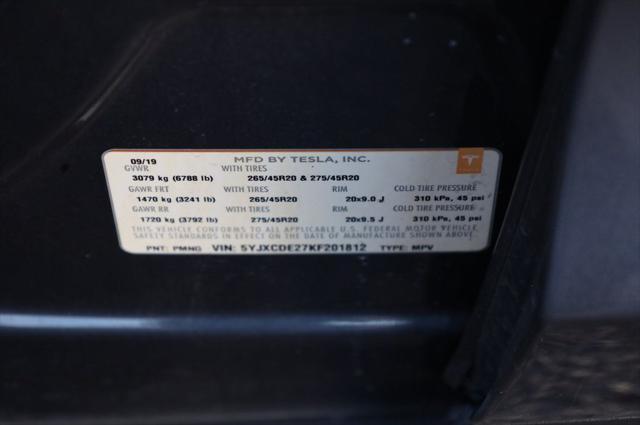 09/19 MFD BY TESLA, INC.
GVWR WITH TIRES
3079 kg (6788 lb) 265/45R20 & 275/45R20
GAWR FRT WITH TIRES RIM COLD TIRE PRESSURE
1470 kg (3241 lb) 265/45R20 20x9.0 J 310 kPa, 45 psi
GAWR RR WITH TIRES RIM COLD TIRE PRESSURE
1720 kg (3792 lb) 275/45R20 20x9.5 J 310 kPa, 45 psi
THIS VEHICLE CONFORMS TO ALL APPLICABLE U.S. FEDERAL MOTOR VEHICLE
SAFETY STANDARDS IN EFFECT ON THE DATE OF MANUFACTURE SHOWN ABOVE.
PNT: PMNG VIN: 5YJXCDE27KF201812 TYPE: MPV